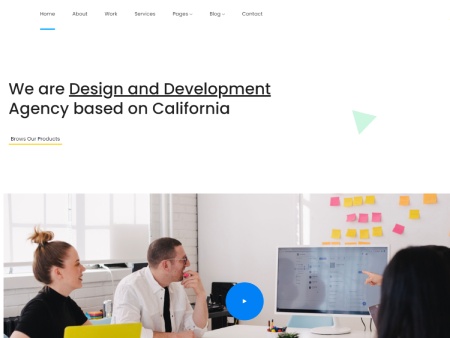 Home About Work Services Pages Blog Contact
We are Design and Development
Agency based on California
Brows Our Products